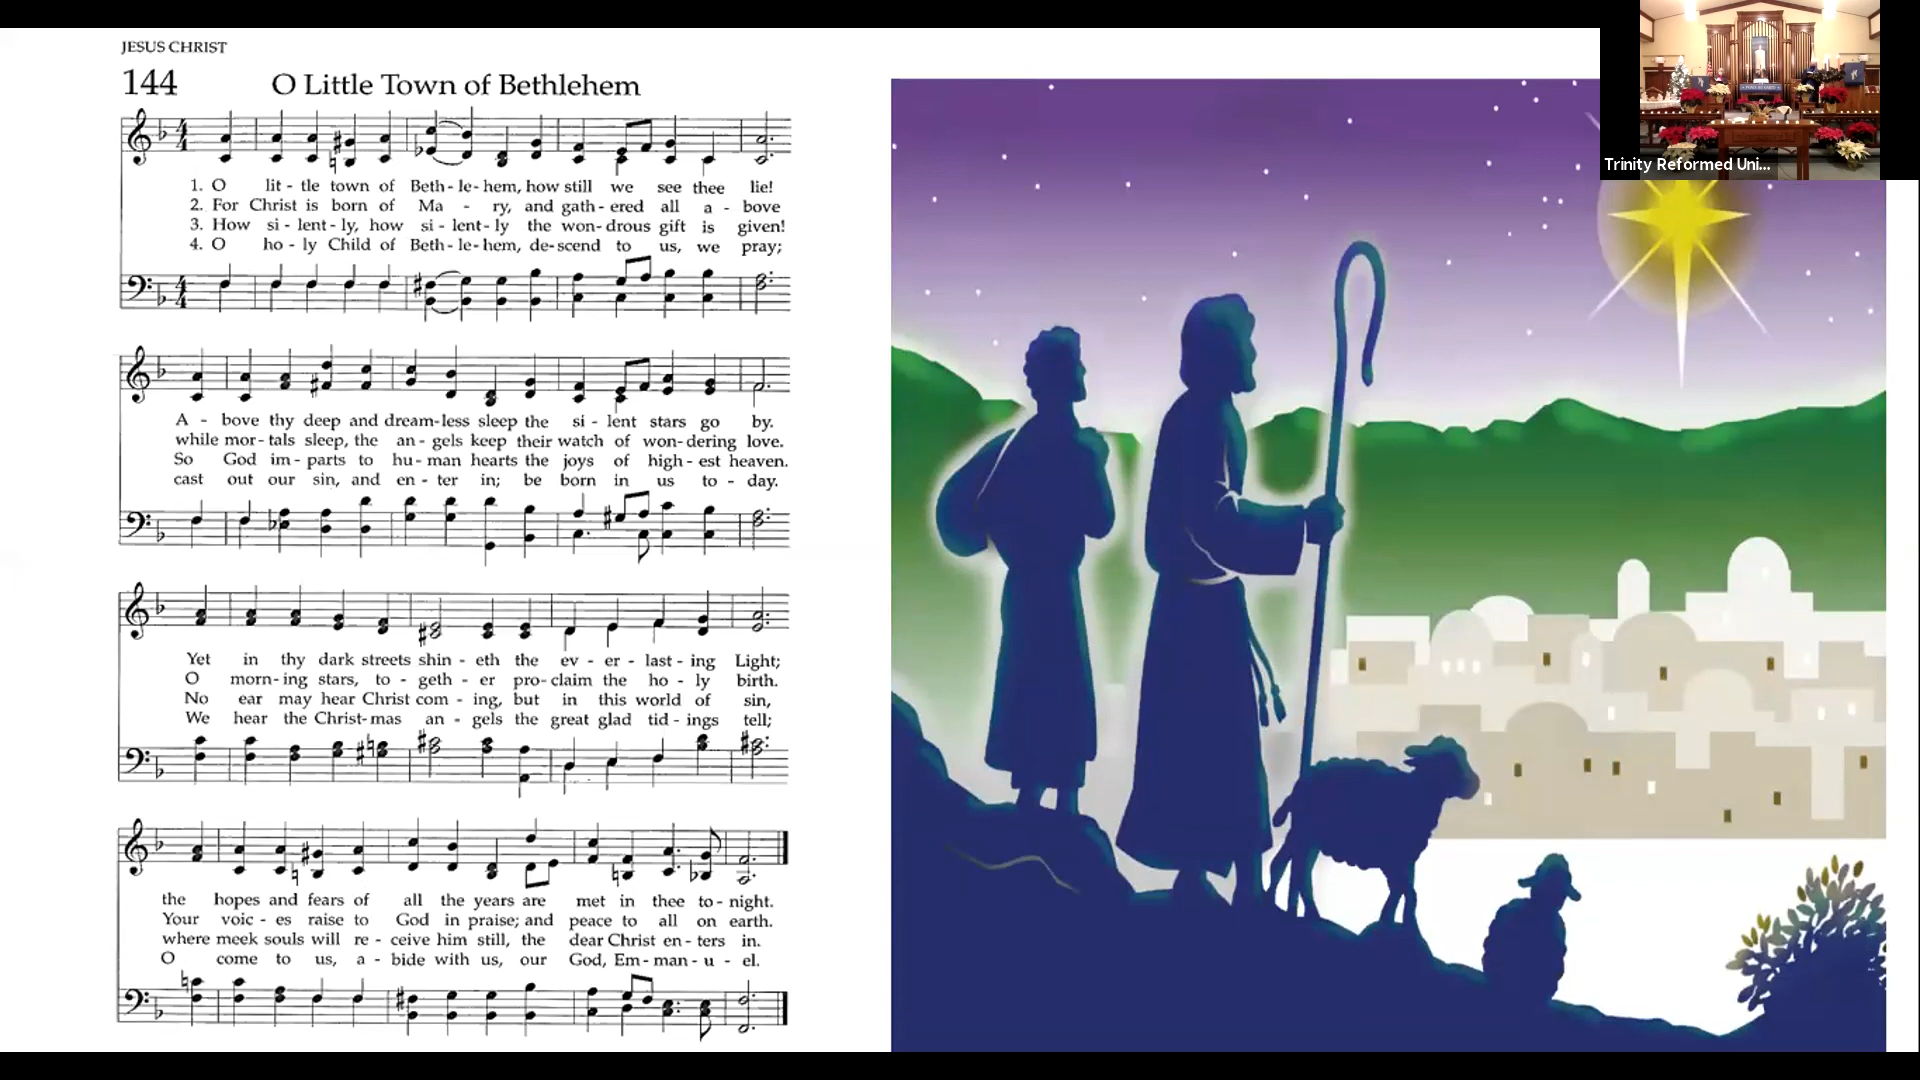 JESUS CHRIST
144 O Little Town of Bethlehem
1. O lit - tle town of Beth - le - hem, how still we see thee lie!
2. For Christ is born of Ma - ry, and gath - ered all a - bove
3. How si - lent - ly, how si - lent - ly the won - drous gift is given!
4. O ho - ly Child of Beth - le - hem, de - scend to us, we pray;
A - bove thy deep and dream - less sleep the si - lent stars go by.
while mor - tals sleep, the an - gels keep their watch of won - dering love.
So God im - parts to hu - man hearts the joys of high - est heaven.
cast out our sin, and en - ter in; be born in us to - day.
Yet in thy dark streets shin - eth the ev - er - last - ing Light;
O morn - ing stars, to - geth - er pro - claim the ho - ly birth.
No ear may hear Christ com - ing, but in this world of sin,
We hear the Christ - mas an - gels the great glad tid - ings tell;
the hopes and fears of all the years are met in thee to - night.
Your voic - es raise to God in praise; and peace to all on earth.
where meek souls will re - ceive him still, the dear Christ en - ters in.
O come to us, a - bide with us, our God, Em - man - u - el.
Trinity Reformed Uni...